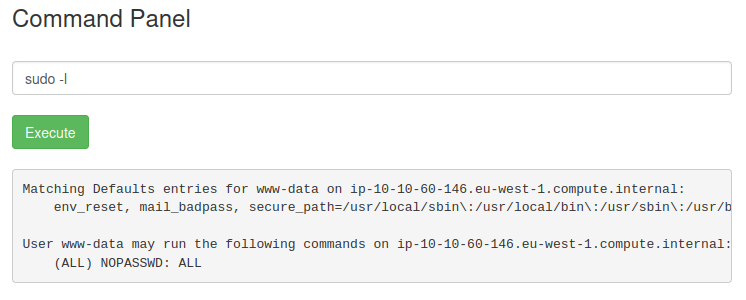 Command Panel
sudo -l
Execute
Matching Defaults entries for www-data on ip-10-10-60-146.eu-west-1.compute.internal:
env_reset, mail_badpass, secure_path=/usr/local/sbin\:/usr/local/bin\:/usr/sbin\:/usr/b
User www-data may run the following commands on ip-10-10-60-146.eu-west-1.compute.internal:
(ALL) NOPASSWD: ALL